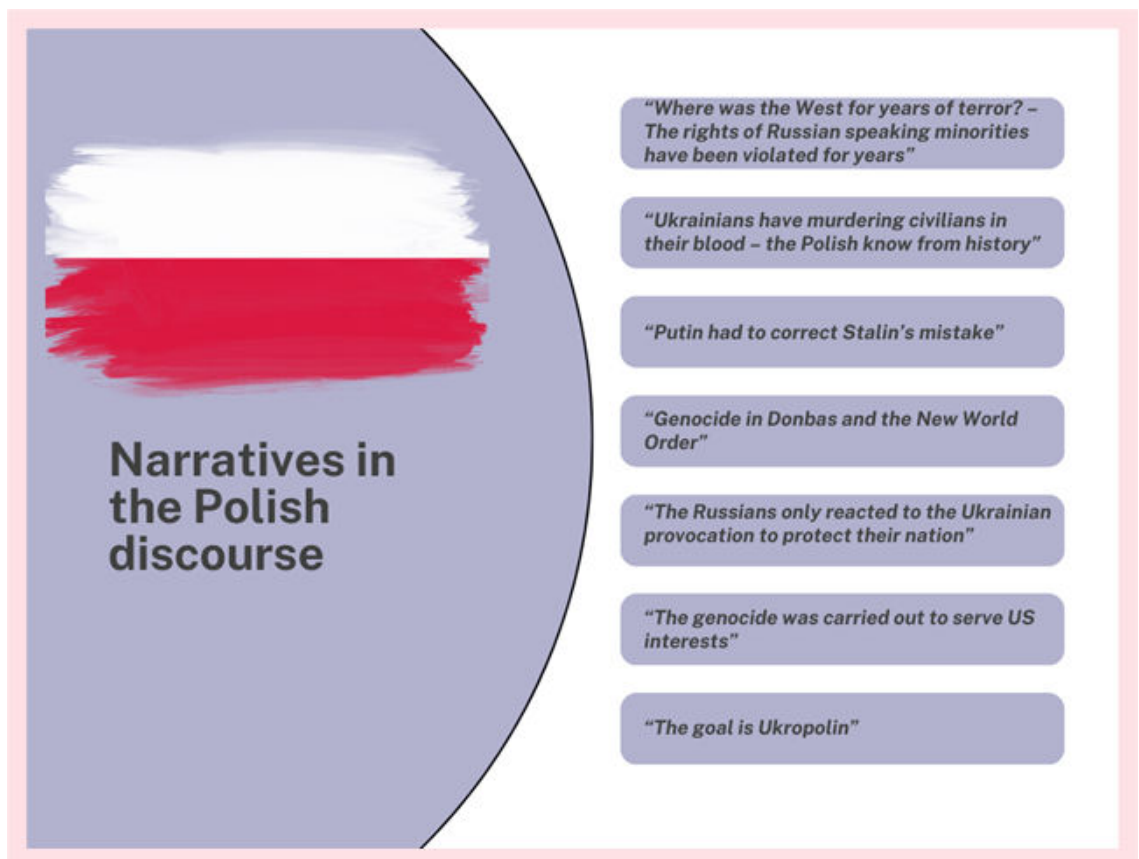 Narratives in
the Polish
discourse
“Where was the West for years of terror? –
The rights of Russian speaking minorities
have been violated for years”
“Ukrainians have murdering civilians in
their blood – the Polish know from history”
“Putin had to correct Stalin’s mistake”
“Genocide in Donbas and the New World
Order”
“The Russians only reacted to the Ukrainian
provocation to protect their nation”
“The genocide was carried out to serve US
interests”
“The goal is Ukropolin”